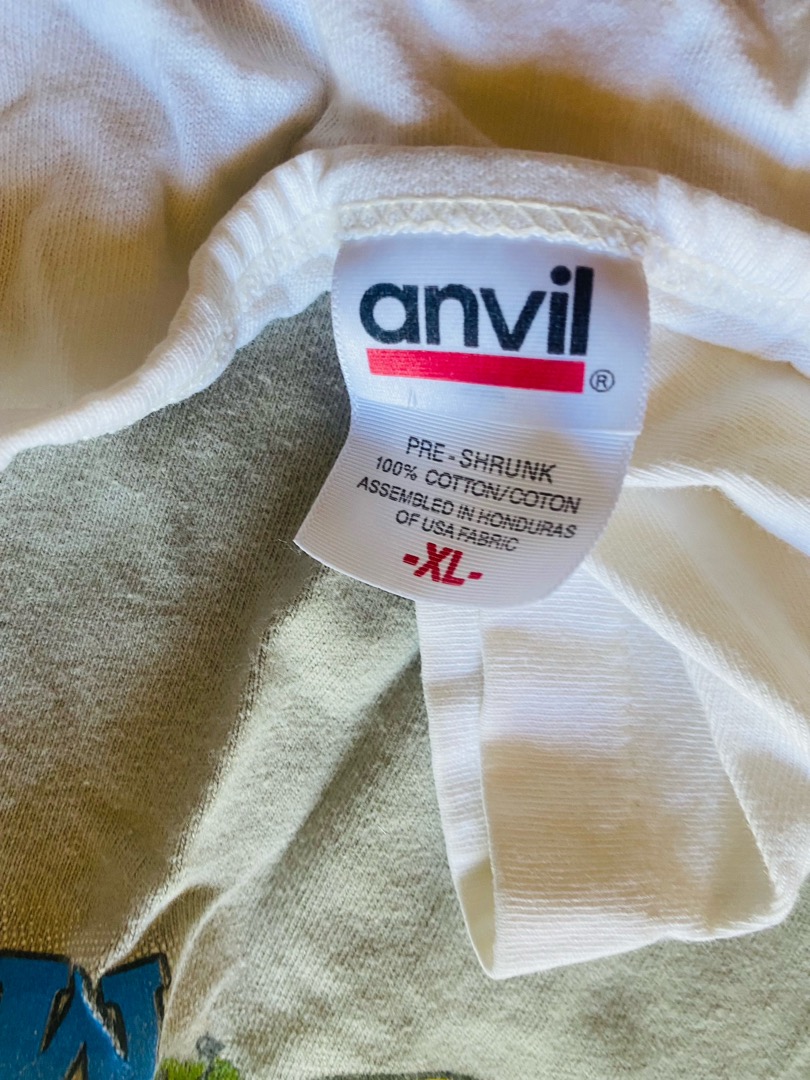 anvil
®
PRE-SHRUNK
100% COTTON/COTON
ASSEMBLED IN HONDURAS
OF USA FABRIC
-XL-